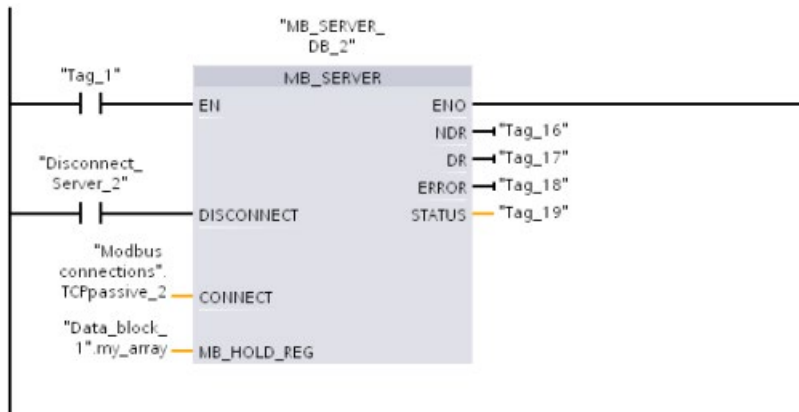 "MB_SERVER_
DB_2"
MB_SERVER
"Tag_1"
EN
ENO
NDR
"Tag_16"
DR
"Tag_17"
ERROR
"Tag_18"
"Disconnect_
Server_2"
DISCONNECT
STATUS
"Tag_19"
"Modbus
connections".
TCPpassive_2
CONNECT
"Data_block_
1".my_array
MB_HOLD_REG